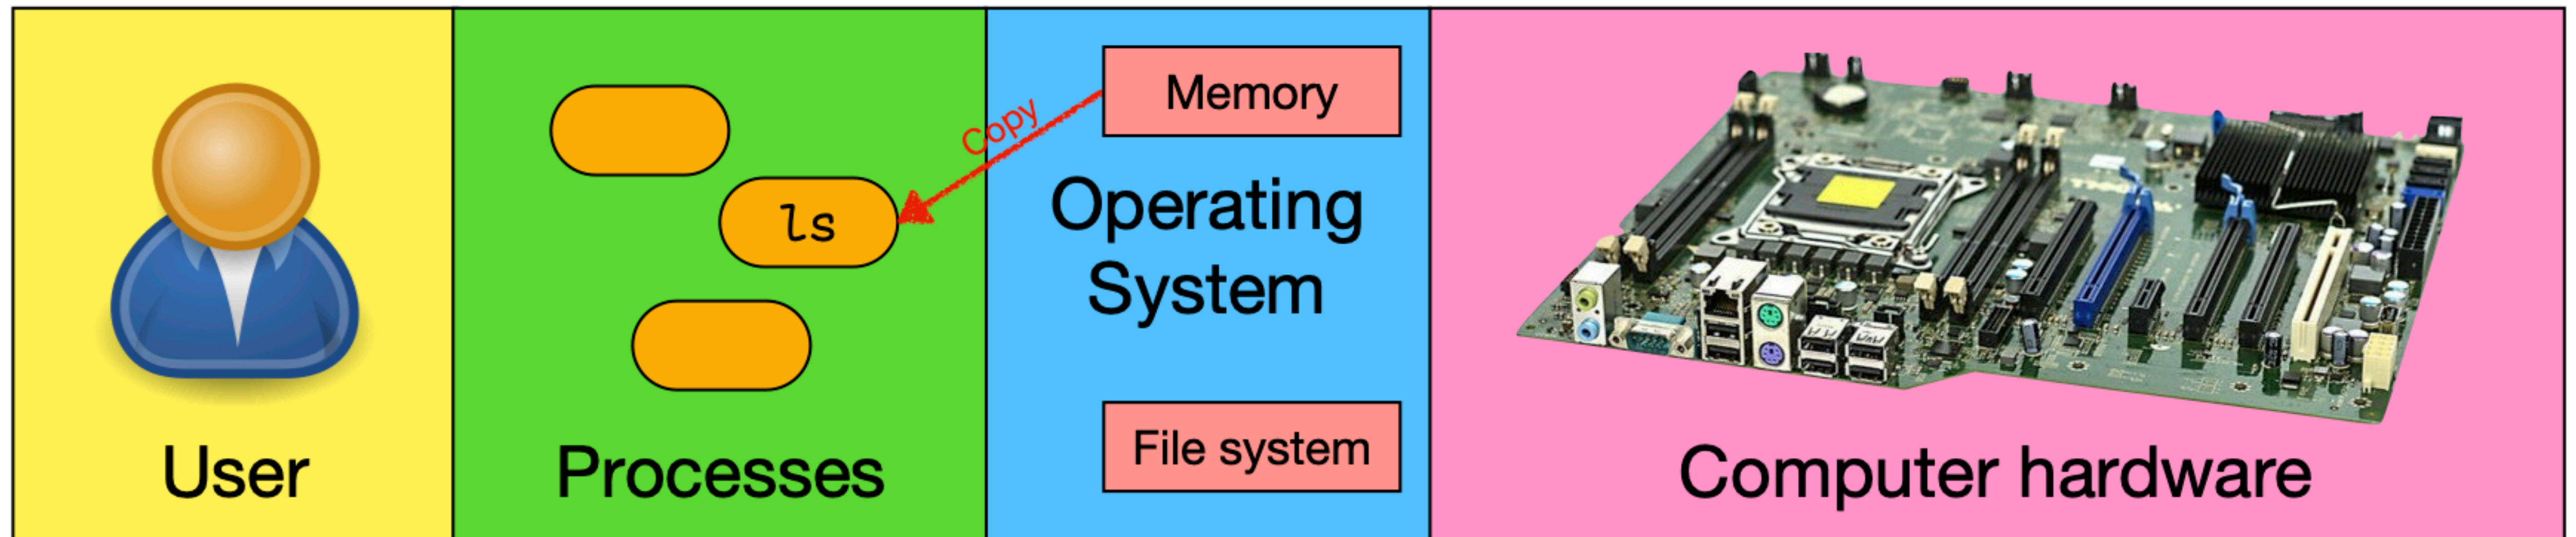 User
Processes
ls
Copy
Memory
Operating
System
File system
Computer hardware